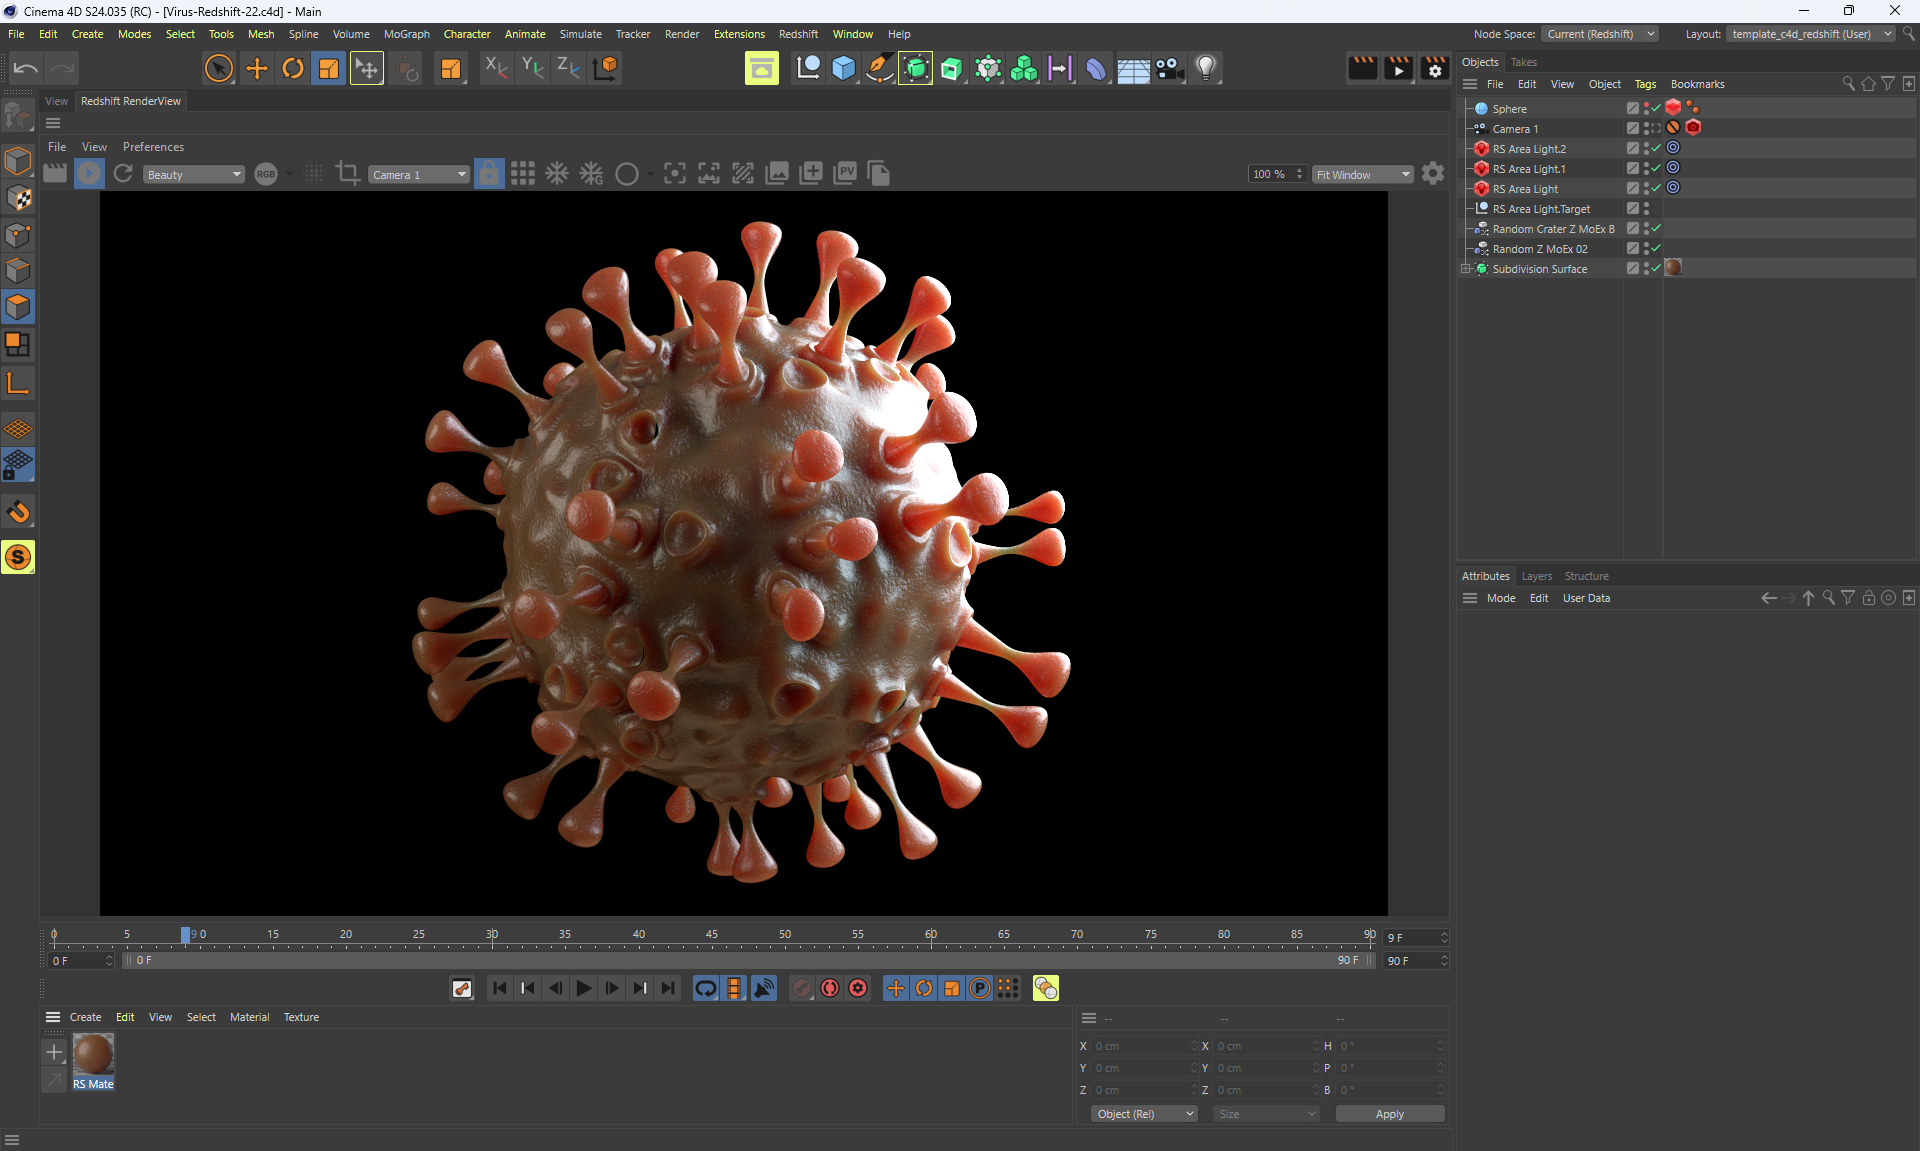 Cinema 4D S24.035 (RC) - [Virus-Redshift-22.c4d] - Main
File Edit Create Modes Select Tools Mesh Spline Volume MoGraph Character Animate Simulate Tracker Render Extensions Redshift Window Help
Node Space: Current (Redshift) Layout: template_c4d_redshift (User)
X Y Z
View Redshift RenderView
File View Preferences
Beauty RGB Camera 1 PV 100 % Fit Window
Objects Takes
File Edit View Object Tags Bookmarks
Sphere
Camera 1
RS Area Light.2
RS Area Light.1
RS Area Light
RS Area Light.Target
Random Crater Z MoEx B
Random Z MoEx 02
Subdivision Surface
S
Attributes Layers Structure
Mode Edit User Data
0 5 9 0 15 20 25 30 35 40 45 50 55 60 65 70 75 80 85 90 9 F
0 F 0 F 90 F 90 F
P
Create Edit View Select Material Texture
RS Mate
-- -- --
X 0 cm X 0 cm H 0 °
Y 0 cm Y 0 cm P 0 °
Z 0 cm Z 0 cm B 0 °
Object (Rel) Size Apply